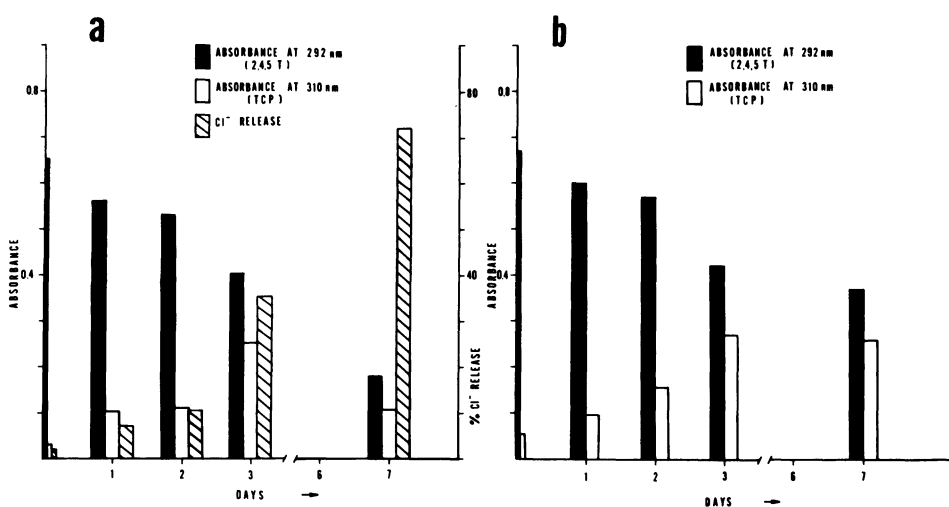 a
ABSORBANCE AT 292 nm
(2,4,5 T)
ABSORBANCE AT 310 nm
(TCP)
Cl⁻ RELEASE
0.8
0.4
ABSORBANCE
80
40
% Cl⁻ RELEASE
1 2 3 6 7
DAYS →
b
ABSORBANCE AT 292 nm
(2,4,5 T)
ABSORBANCE AT 310 nm
(TCP)
0.8
0.4
ABSORBANCE
1 2 3 6 7
DAYS →